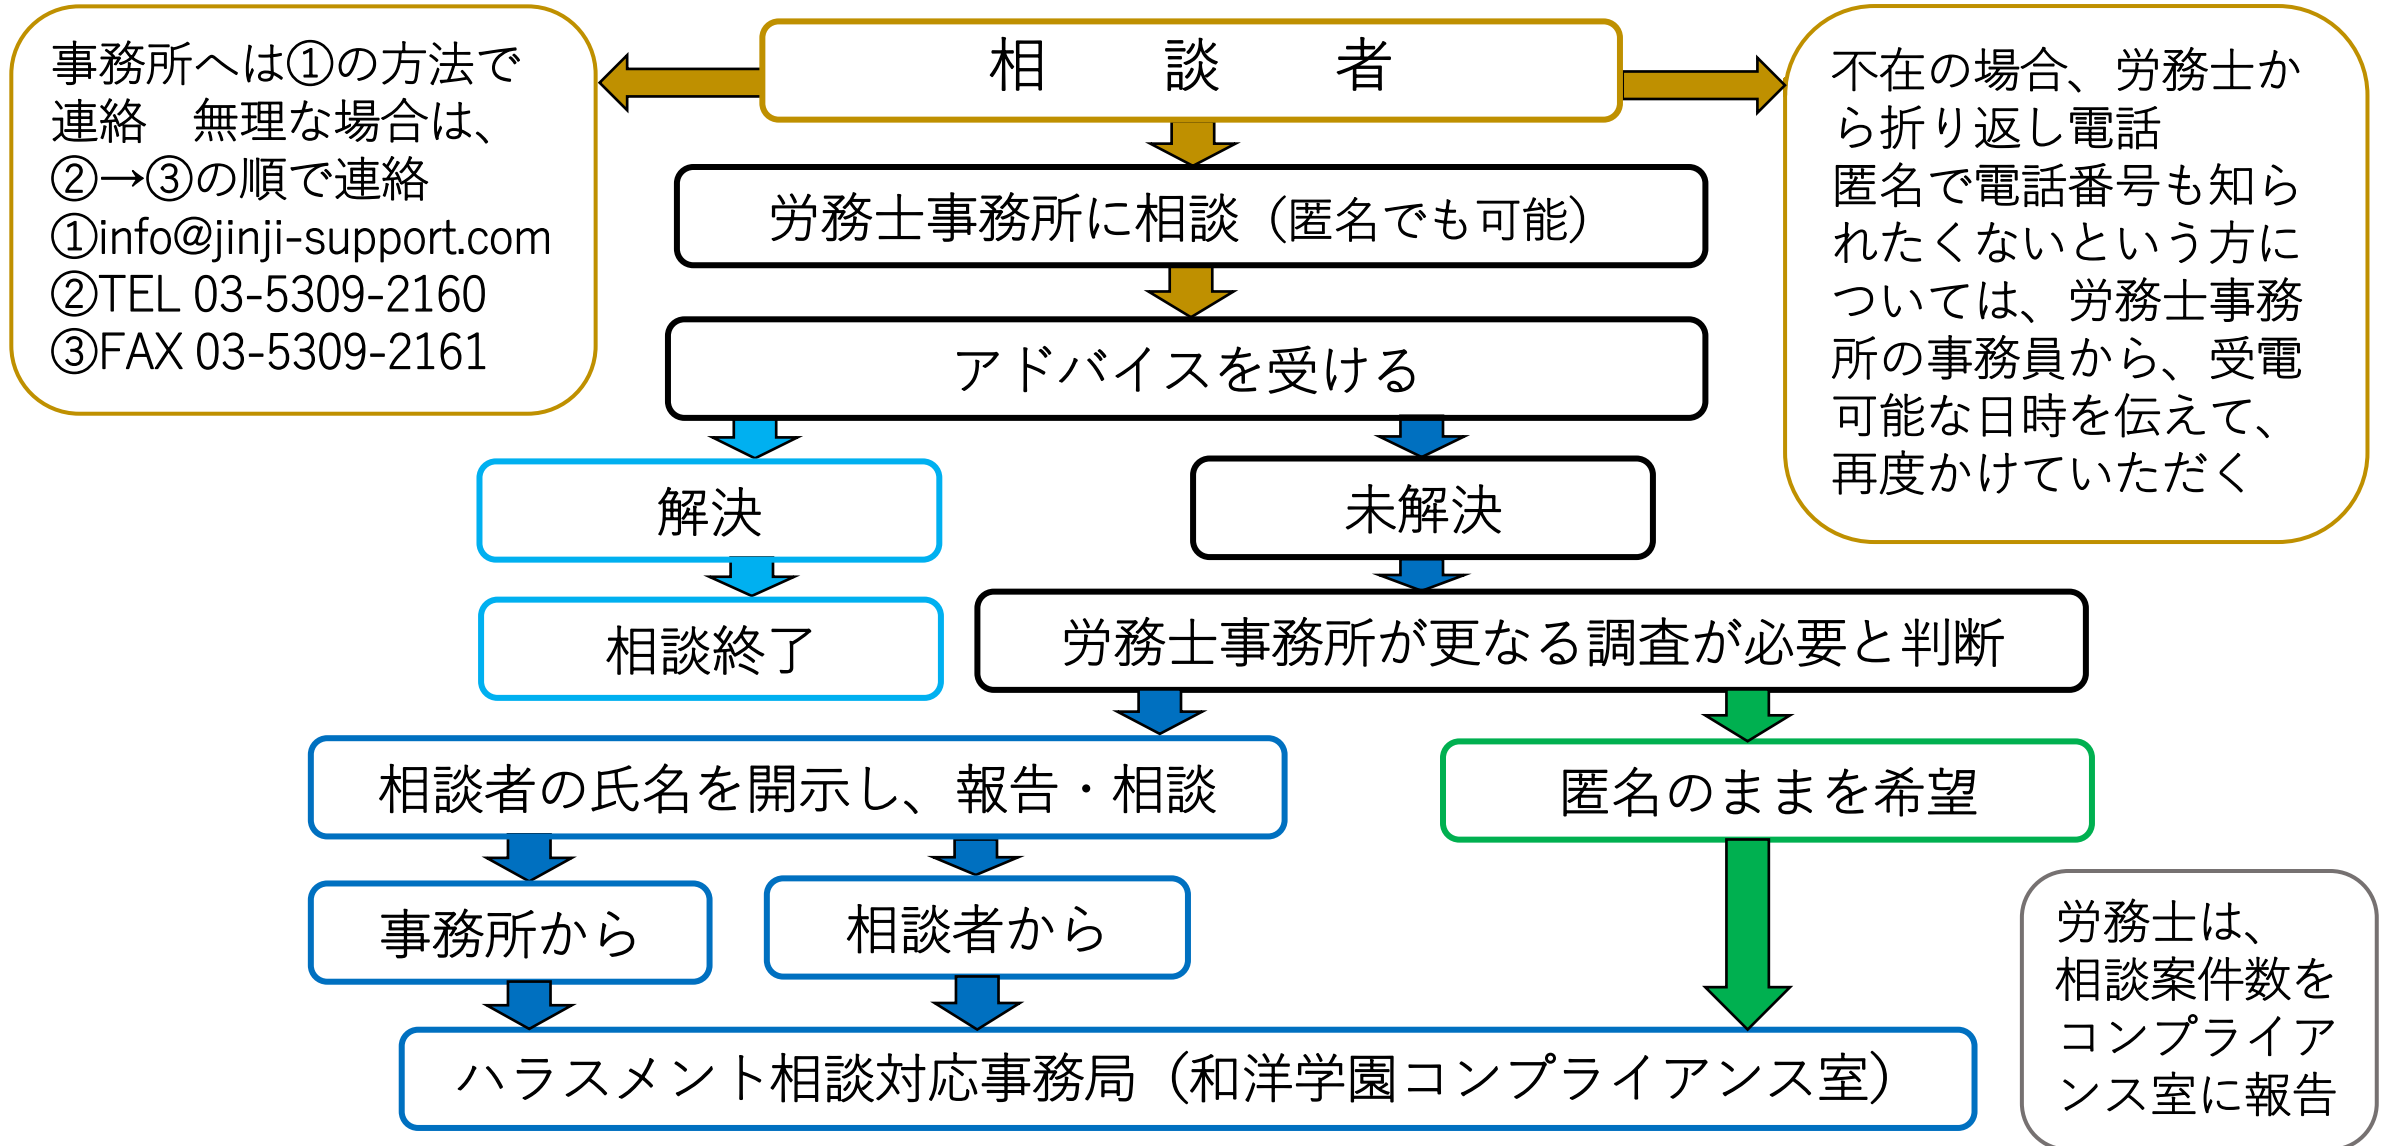 事務所へは①の方法で
連絡　無理な場合は、
②→③の順で連絡
①info@jinji-support.com
②TEL 03-5309-2160
③FAX 03-5309-2161
相　談　者
不在の場合、労務士か
ら折り返し電話
匿名で電話番号も知ら
れたくないという方に
ついては、労務士事務
所の事務員から、受電
可能な日時を伝えて、
再度かけていただく
労務士事務所に相談（匿名でも可能）
アドバイスを受ける
解決
未解決
相談終了
労務士事務所が更なる調査が必要と判断
相談者の氏名を開示し、報告・相談
匿名のままを希望
事務所から
相談者から
労務士は、
相談案件数を
コンプライア
ンス室に報告
ハラスメント相談対応事務局（和洋学園コンプライアンス室）